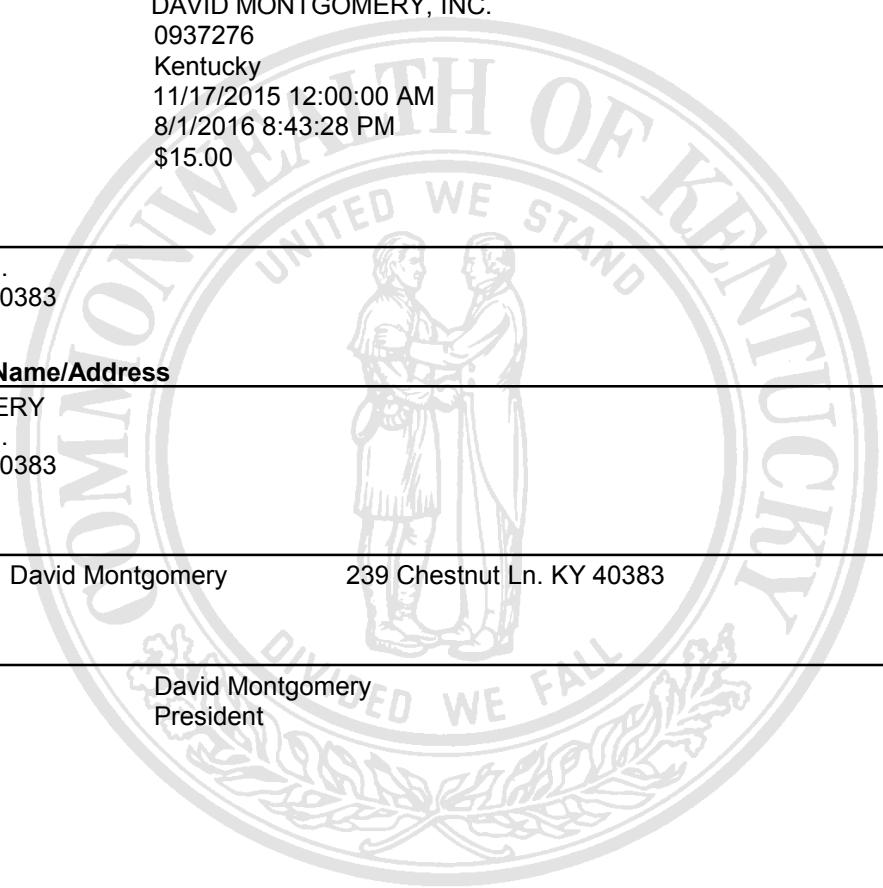 DAVID MONTGOMERY, INC.
0937276
Kentucky
11/17/2015 12:00:00 AM
8/1/2016 8:43:28 PM
$15.00
COMMONWEALTH OF KENTUCKY
UNITED WE STAND
.
0383
Name/Address
ERY
.
0383
David Montgomery 239 Chestnut Ln. KY 40383
DIVIDED WE FALL
David Montgomery
President